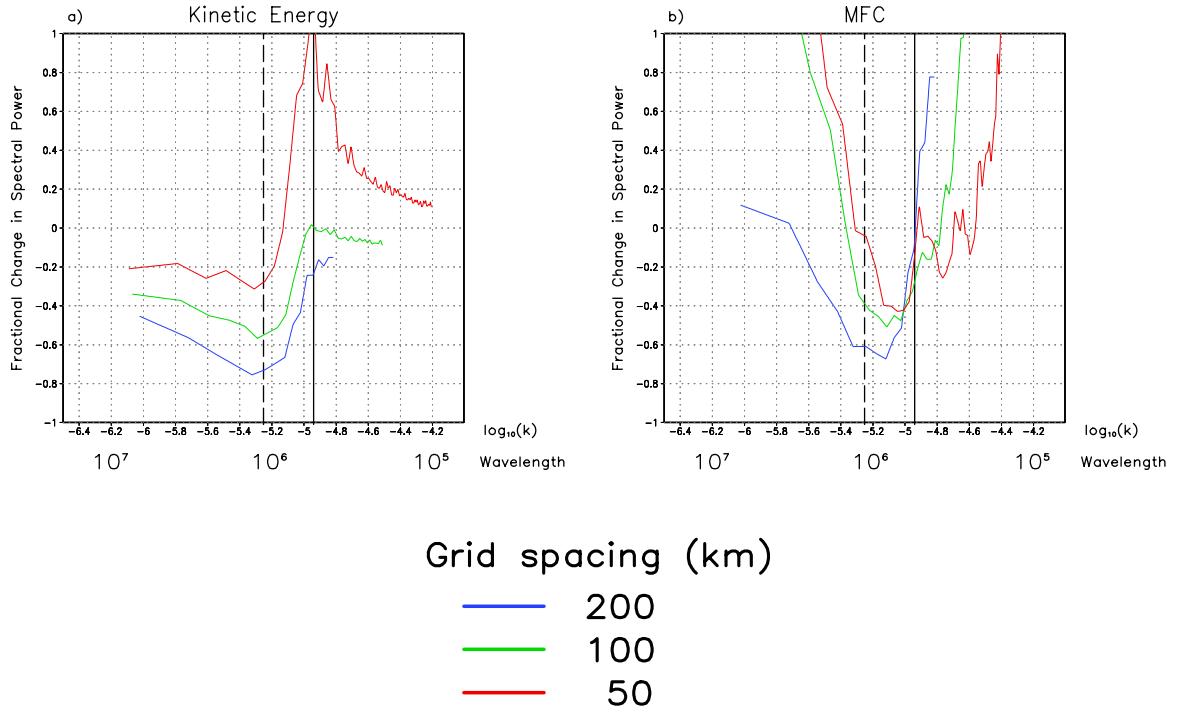 a) Kinetic Energy
b) MFC
Fractional Change in Spectral Power
1
0.8
0.6
0.4
0.2
0
−0.2
−0.4
−0.6
−0.8
−1
−6.4 −6.2 −6 −5.8 −5.6 −5.4 −5.2 −5 −4.8 −4.6 −4.4 −4.2
log₁₀(k)
10⁷ 10⁶ 10⁵ Wavelength
Fractional Change in Spectral Power
1
0.8
0.6
0.4
0.2
0
−0.2
−0.4
−0.6
−0.8
−1
−6.4 −6.2 −6 −5.8 −5.6 −5.4 −5.2 −5 −4.8 −4.6 −4.4 −4.2
log₁₀(k)
10⁷ 10⁶ 10⁵ Wavelength
Grid spacing (km)
200
100
50